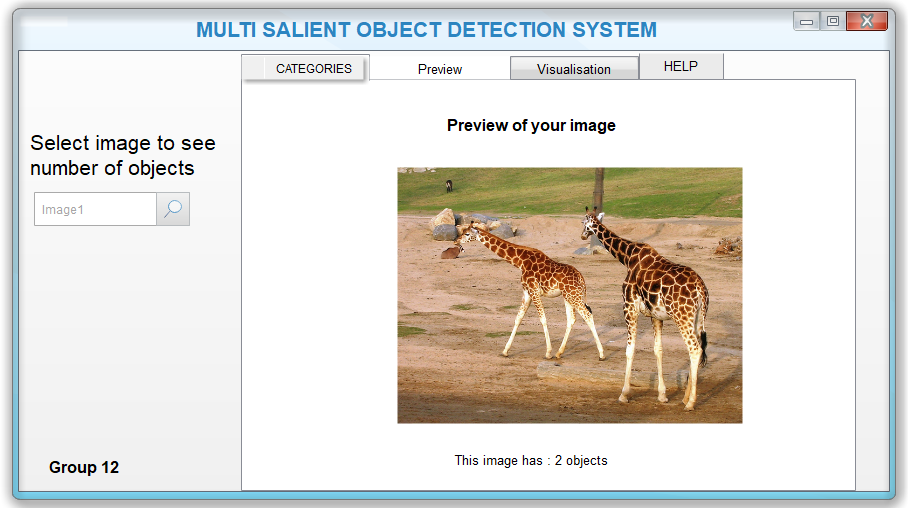 MULTI SALIENT OBJECT DETECTION SYSTEM
CATEGORIES
Preview
Visualisation
HELP
Select image to see
number of objects
Image1
Preview of your image
This image has : 2 objects
Group 12